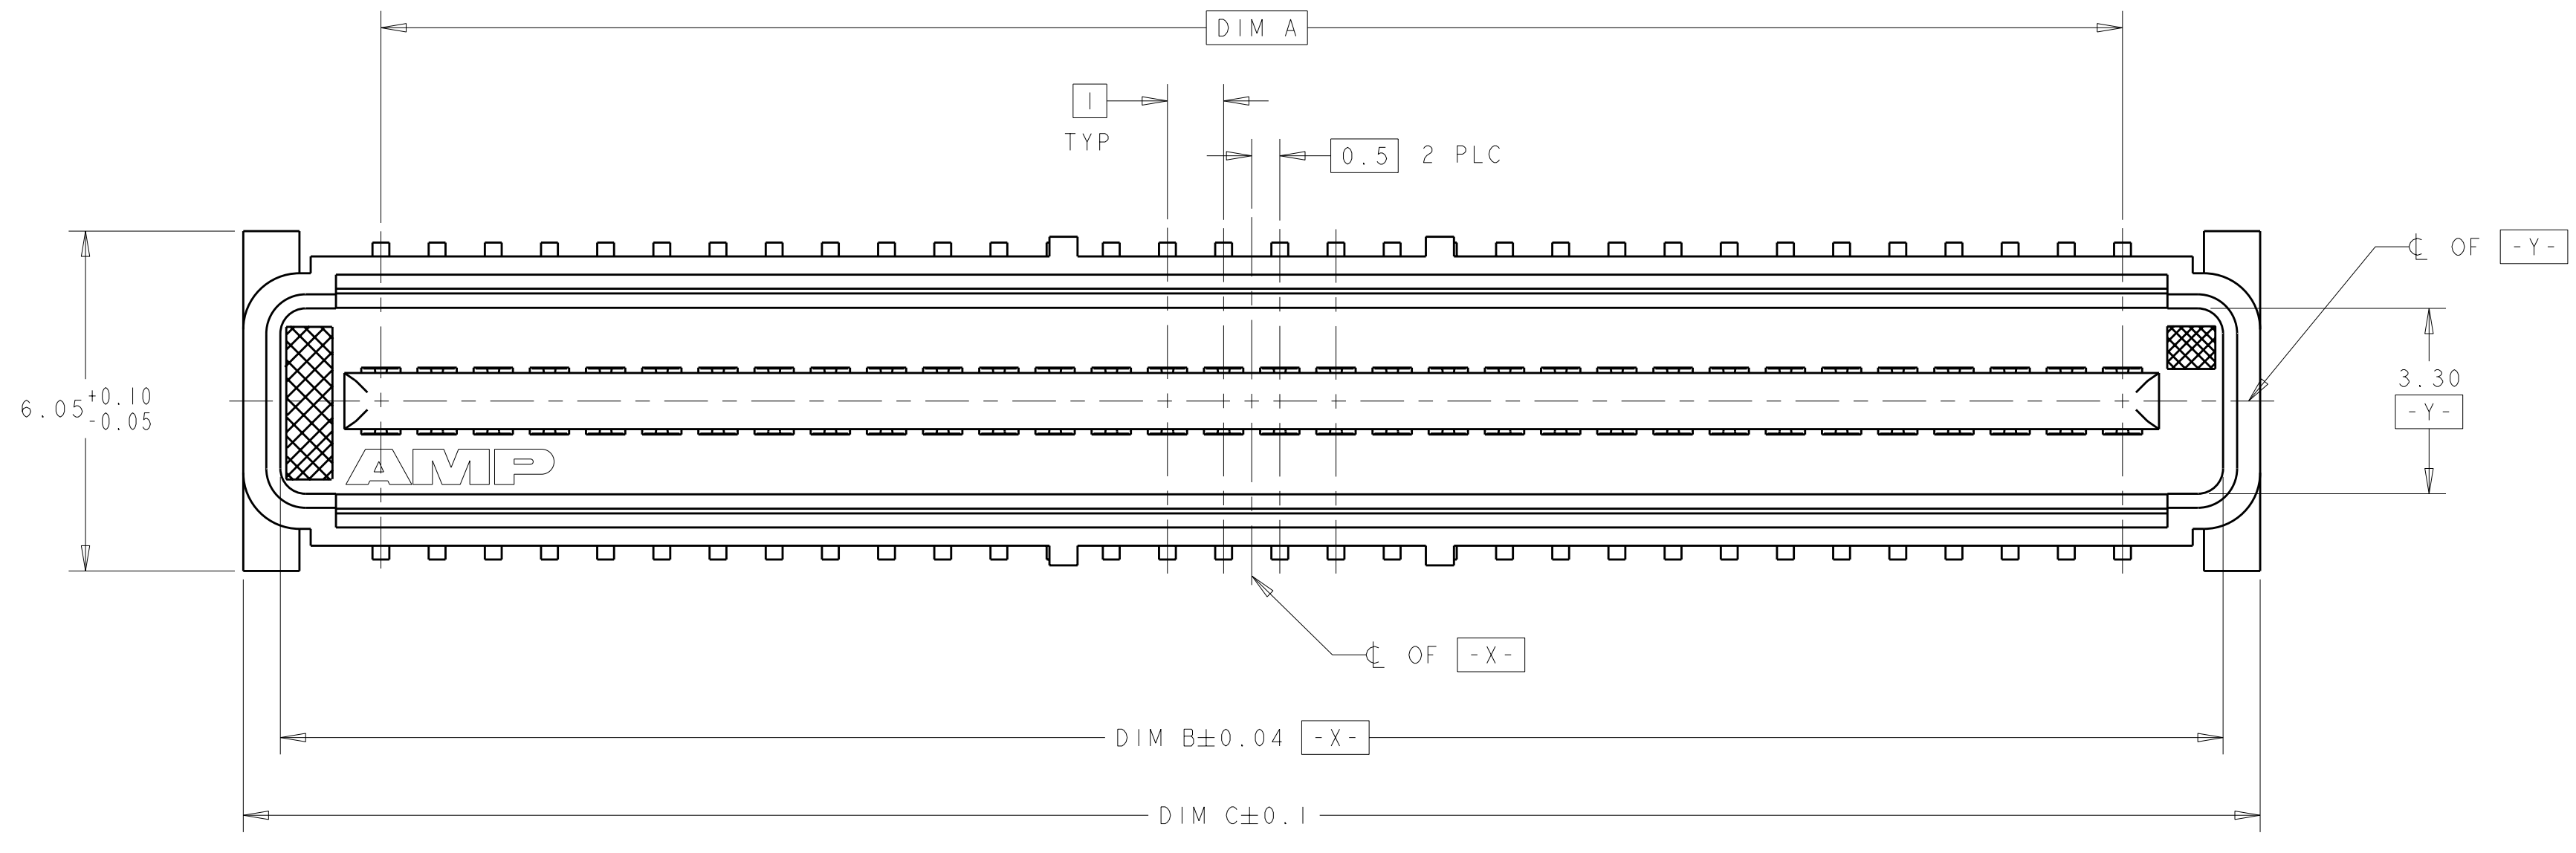 DIM A
1
TYP
0.5 2 PLC
℄ OF -Y-
6.05 +0.10
-0.05
3.30
-Y-
AMP
℄ OF -X-
DIM B±0.04 -X-
DIM C±0.1